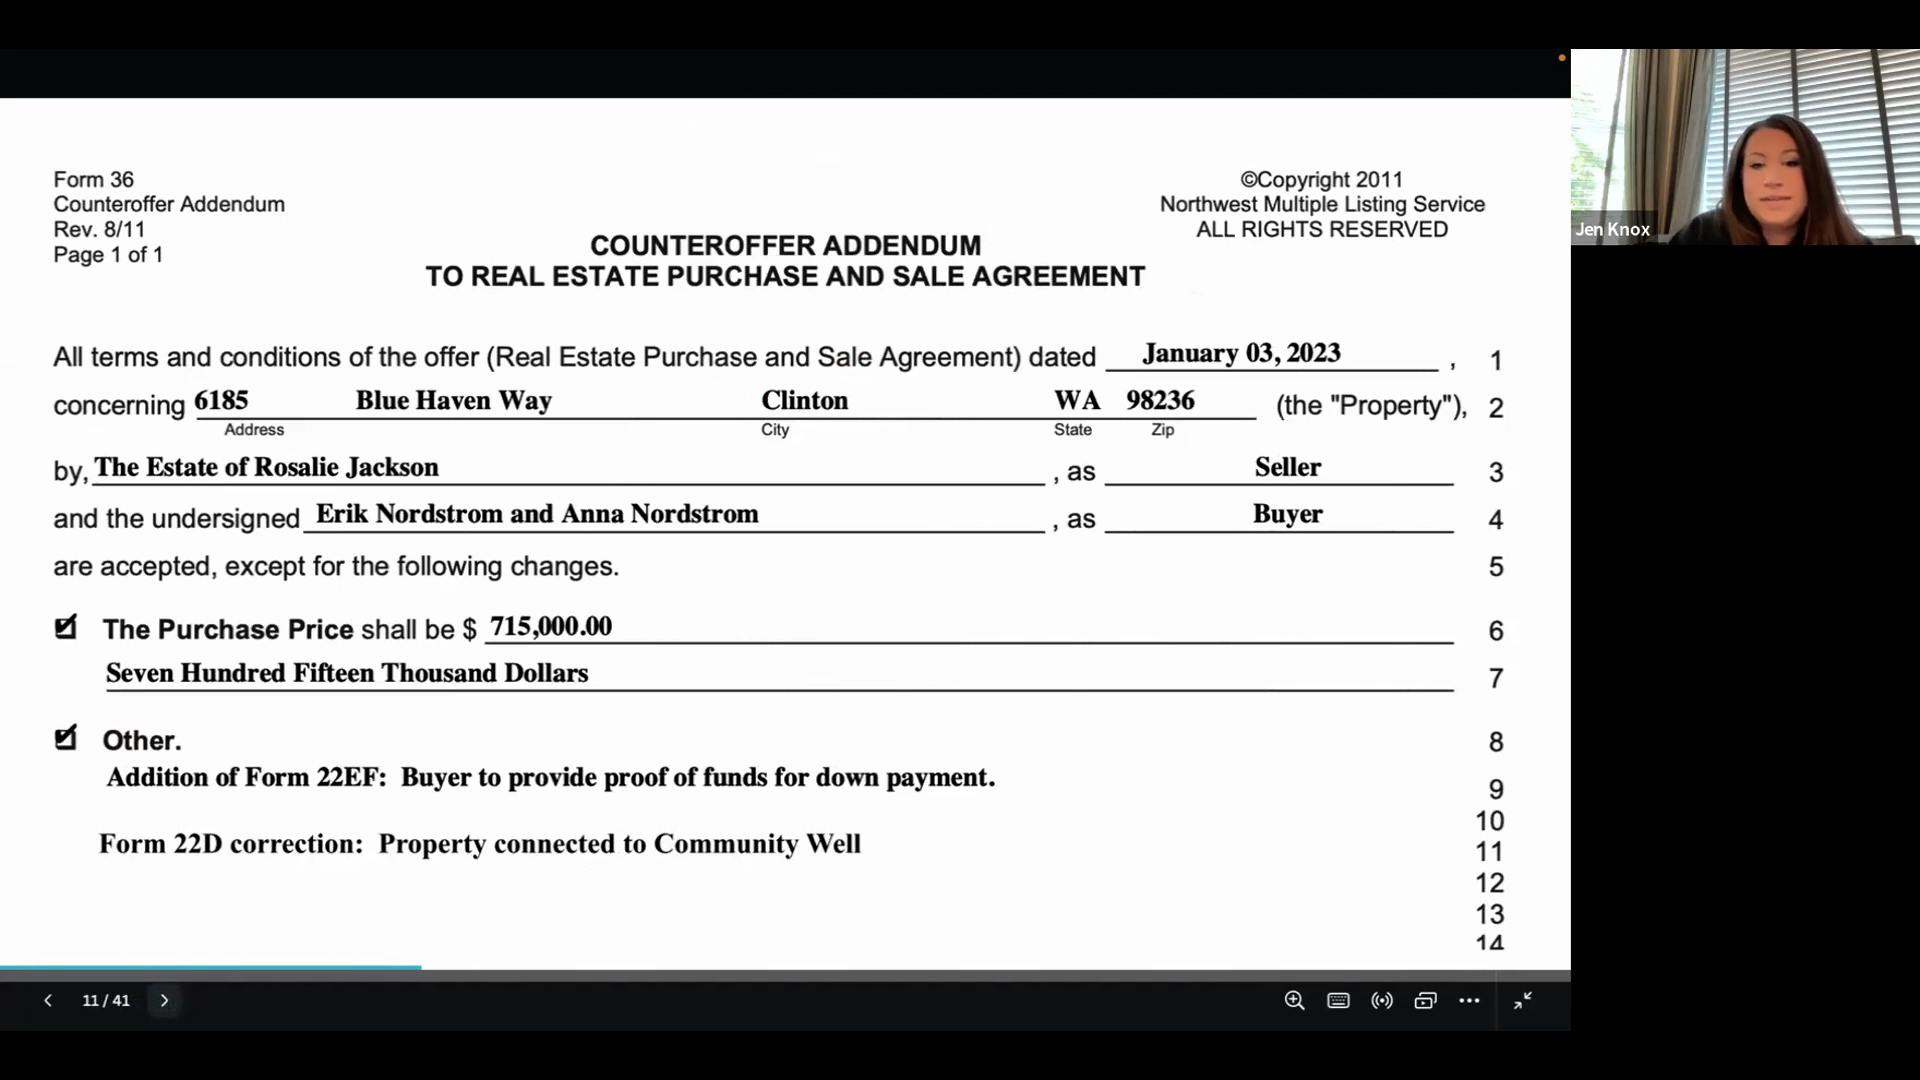 Form 36
Counteroffer Addendum
Rev. 8/11
Page 1 of 1
©Copyright 2011
Northwest Multiple Listing Service
ALL RIGHTS RESERVED
COUNTEROFFER ADDENDUM
TO REAL ESTATE PURCHASE AND SALE AGREEMENT
All terms and conditions of the offer (Real Estate Purchase and Sale Agreement) dated January 03, 2023 , 1
concerning 6185 Blue Haven Way Clinton WA 98236 (the "Property"), 2
Address City State Zip
by, The Estate of Rosalie Jackson , as Seller 3
and the undersigned Erik Nordstrom and Anna Nordstrom , as Buyer 4
are accepted, except for the following changes. 5
The Purchase Price shall be $ 715,000.00 6
Seven Hundred Fifteen Thousand Dollars 7
Other. 8
Addition of Form 22EF: Buyer to provide proof of funds for down payment. 9
10
Form 22D correction: Property connected to Community Well 11
12
13
14
11 / 41
Jen Knox